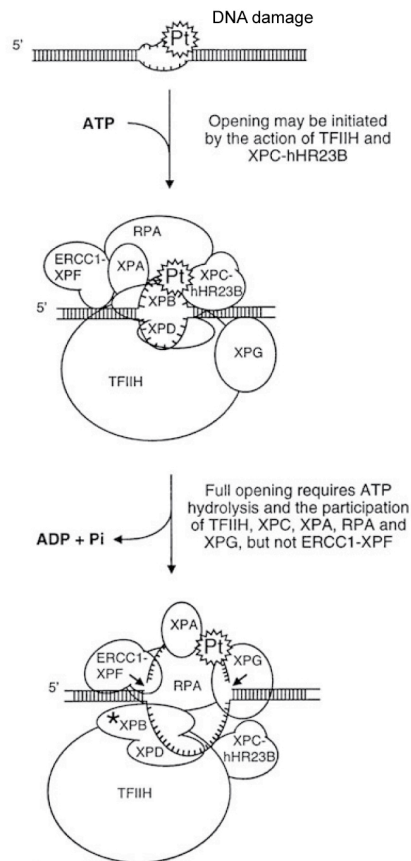 DNA damage
Pt
5'
ATP
Opening may be initiated
by the action of TFIIH and
XPC-hHR23B
RPA
ERCC1-
XPF
XPA
Pt
XPC-
hHR23B
XPB
5'
XPD
TFIIH
XPG
Full opening requires ATP
hydrolysis and the participation
of TFIIH, XPC, XPA, RPA and
XPG, but not ERCC1-XPF
ADP + Pi
XPA
Pt
ERCC1-
XPF
XPG
RPA
5'
*XPB
XPD
XPC-
hHR23B
TFIIH